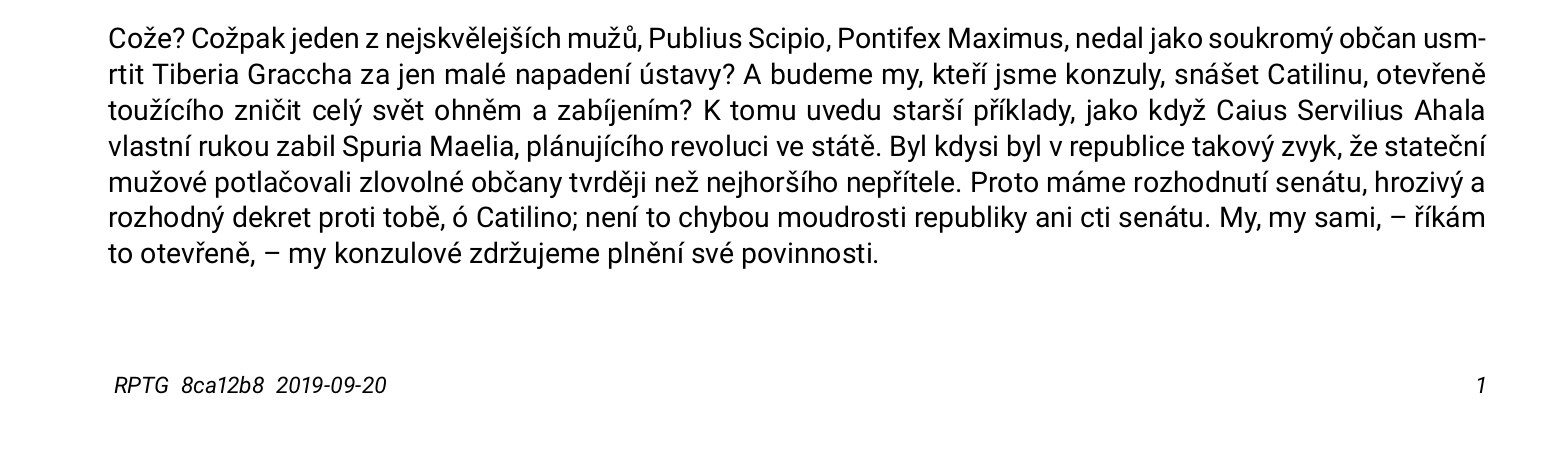 Cože? Cožpak jeden z nejskvělejších mužů, Publius Scipio, Pontifex Maximus, nedal jako soukromý občan usm-
rtit Tiberia Graccha za jen malé napadení ústavy? A budeme my, kteří jsme konzuly, snášet Catilinu, otevřeně
toužícího zničit celý svět ohněm a zabíjením? K tomu uvedu starší příklady, jako když Caius Servilius Ahala
vlastní rukou zabil Spuria Maelia, plánujícího revoluci ve státě. Byl kdysi byl v republice takový zvyk, že stateční
mužové potlačovali zlovolné občany tvrději než nejhoršího nepřítele. Proto máme rozhodnutí senátu, hrozivý a
rozhodný dekret proti tobě, ó Catilino; není to chybou moudrosti republiky ani cti senátu. My, my sami, – říkám
to otevřeně, – my konzulové zdržujeme plnění své povinnosti.
RPTG 8ca12b8 2019-09-20 1